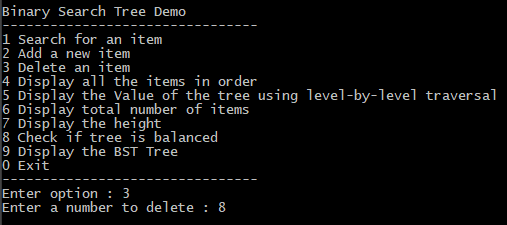 Binary Search Tree Demo
--------------------------------
1 Search for an item
2 Add a new item
3 Delete an item
4 Display all the items in order
5 Display the Value of the tree using level-by-level traversal
6 Display total number of items
7 Display the height
8 Check if tree is balanced
9 Display the BST Tree
0 Exit
--------------------------------
Enter option : 3
Enter a number to delete : 8